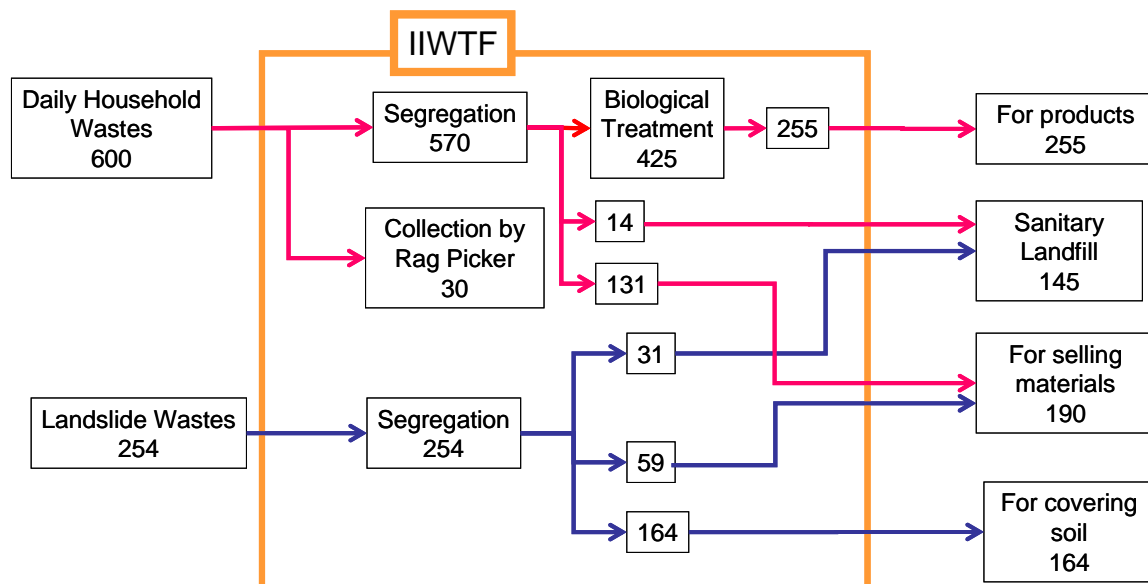 IIWTF
Daily Household
Wastes
600
Segregation
570
Biological
Treatment
425
255
For products
255
Collection by
Rag Picker
30
14
Sanitary
Landfill
145
131
31
For selling
materials
190
Landslide Wastes
254
Segregation
254
59
164
For covering
soil
164